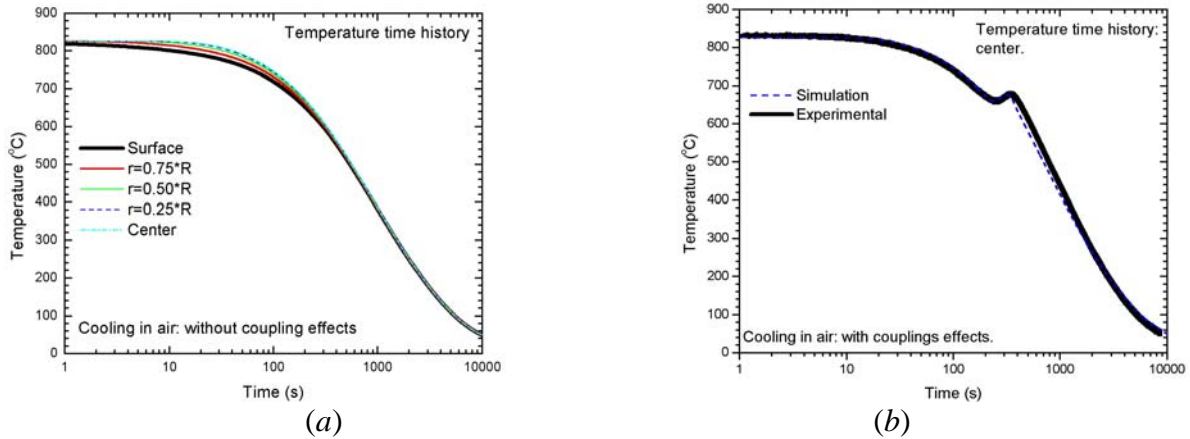 Temperature time history
Temperature (°C)
900
800
700
600
500
400
300
200
100
0
Surface
r=0.75*R
r=0.50*R
r=0.25*R
Center
Cooling in air: without coupling effects
1
10
100
1000
10000
Time (s)
(a)
Temperature time history:
center.
Temperature (°C)
900
800
700
600
500
400
300
200
100
0
Simulation
Experimental
Cooling in air: with couplings effects.
1
10
100
1000
10000
Time (s)
(b)